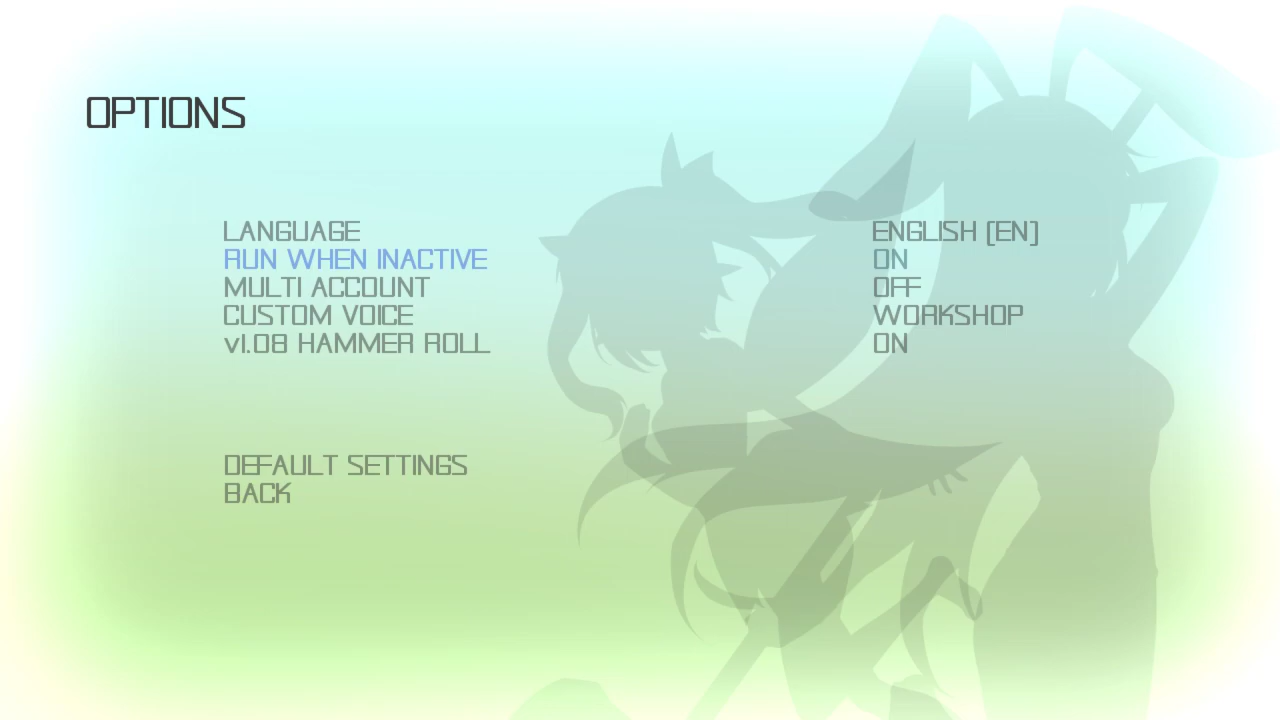 OPTIONS
LANGUAGE ENGLISH [EN]
RUN WHEN INACTIVE ON
MULTI ACCOUNT OFF
CUSTOM VOICE WORKSHOP
v1.08 HAMMER ROLL ON
DEFAULT SETTINGS
BACK